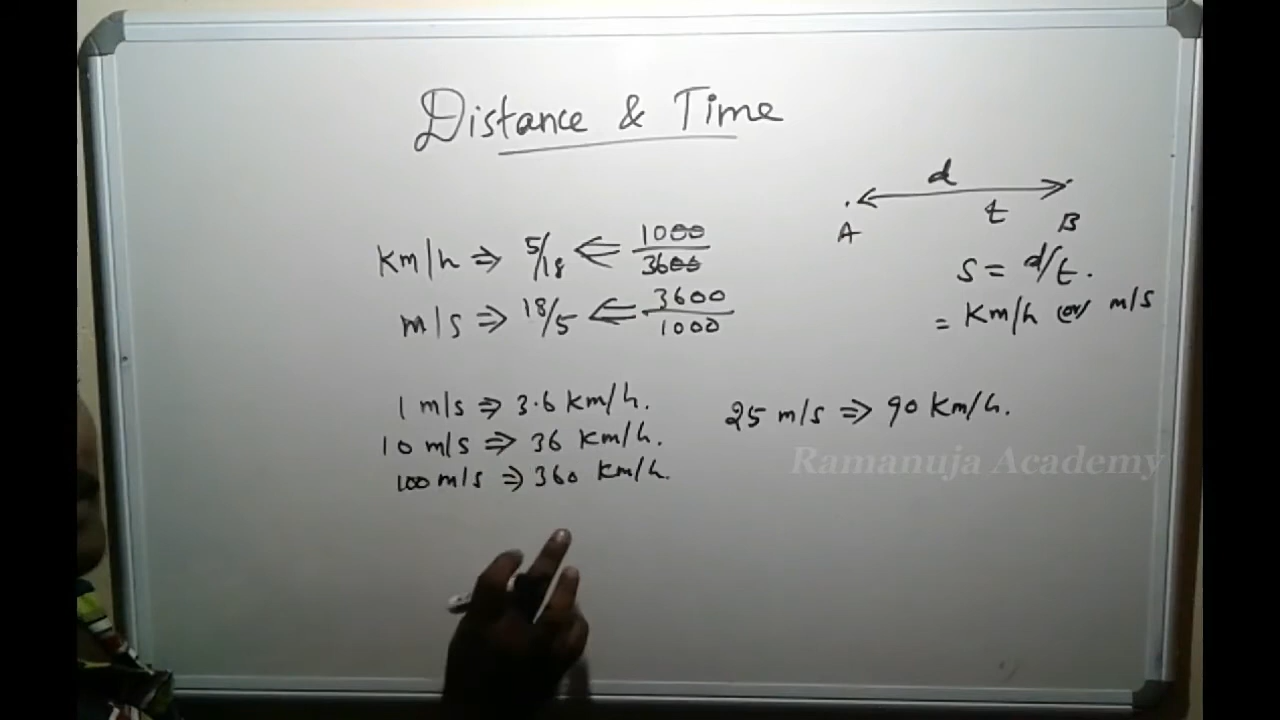 Distance & Time
d
t
A
B
S = d/t.
= Km/h (or) m/s
Km/h ⇒ 5/18 ⇐ 1000/3600
m/s ⇒ 18/5 ⇐ 3600/1000
1 m/s ⇒ 3.6 Km/h.
10 m/s ⇒ 36 Km/h.
100 m/s ⇒ 360 Km/h.
25 m/s ⇒ 90 Km/h.
Ramanuja Academy